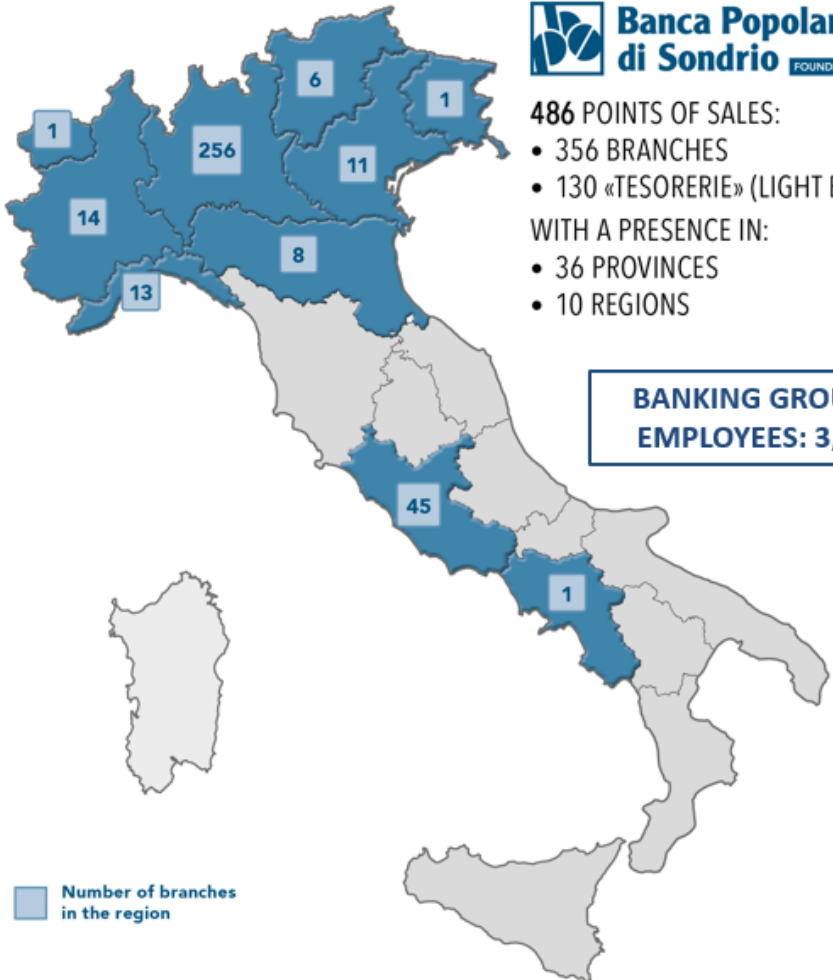 Banca Popolar
di Sondrio FOUND
486 POINTS OF SALES:
• 356 BRANCHES
• 130 «TESORERIE» (LIGHT
WITH A PRESENCE IN:
• 36 PROVINCES
• 10 REGIONS
BANKING GROU
EMPLOYEES: 3,
6
1
1
256
11
14
8
13
45
1
Number of branches
in the region